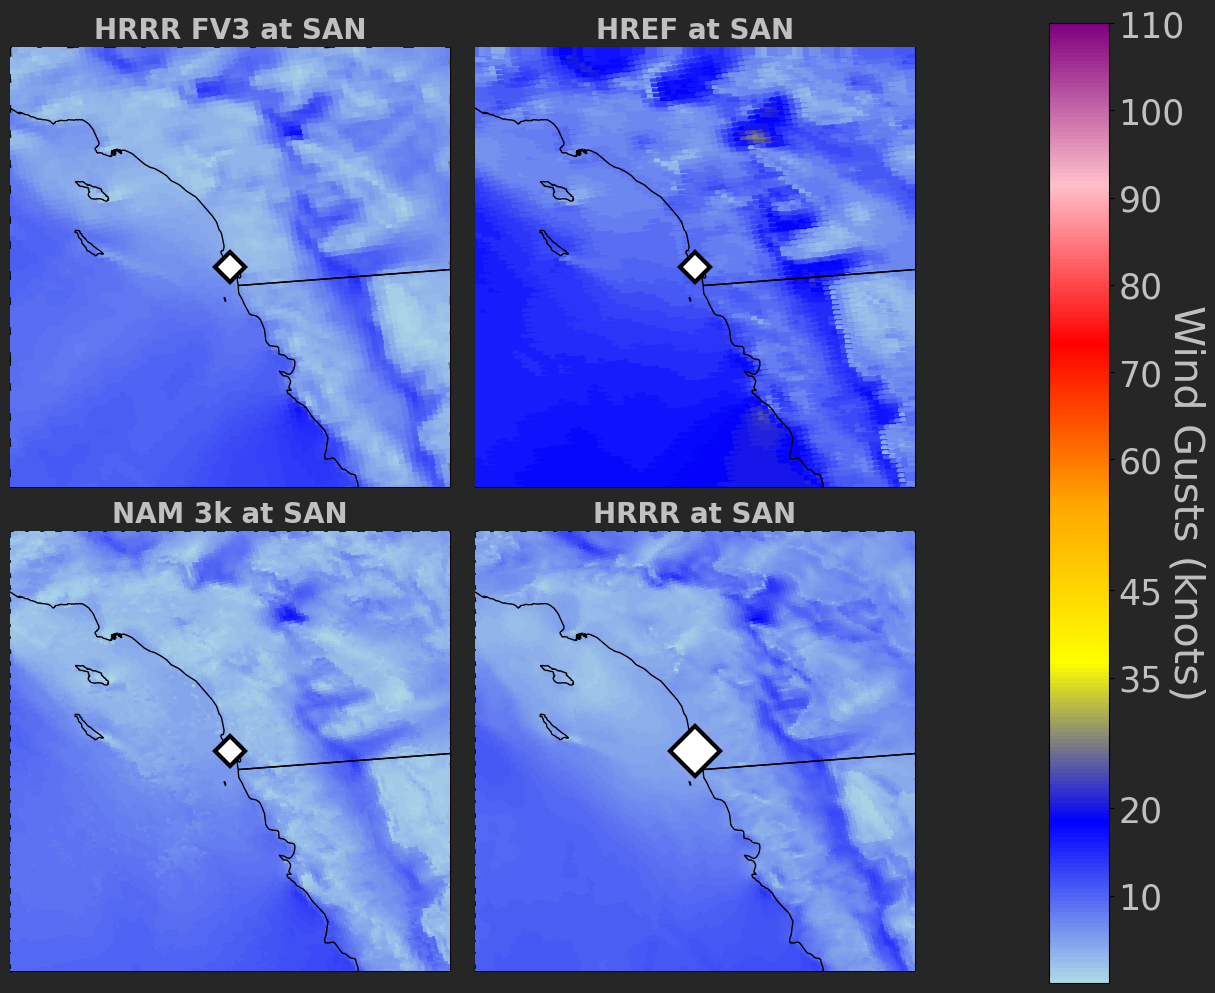 HRRR FV3 at SAN
HREF at SAN
NAM 3k at SAN
HRRR at SAN
110
100
90
80
70
60
45
35
20
10
Wind Gusts (knots)